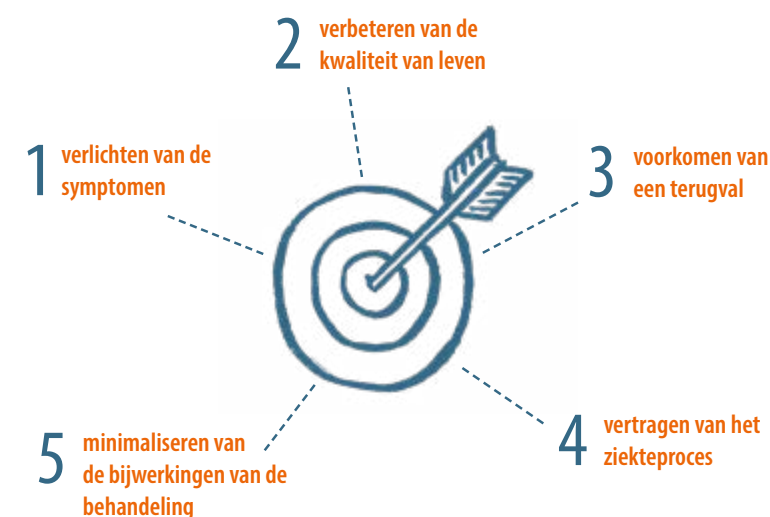 1 verlichten van de
symptomen
2 verbeteren van de
kwaliteit van leven
3 voorkomen van
een terugval
4 vertragen van het
ziekteproces
5 minimaliseren van
de bijwerkingen van de
behandeling